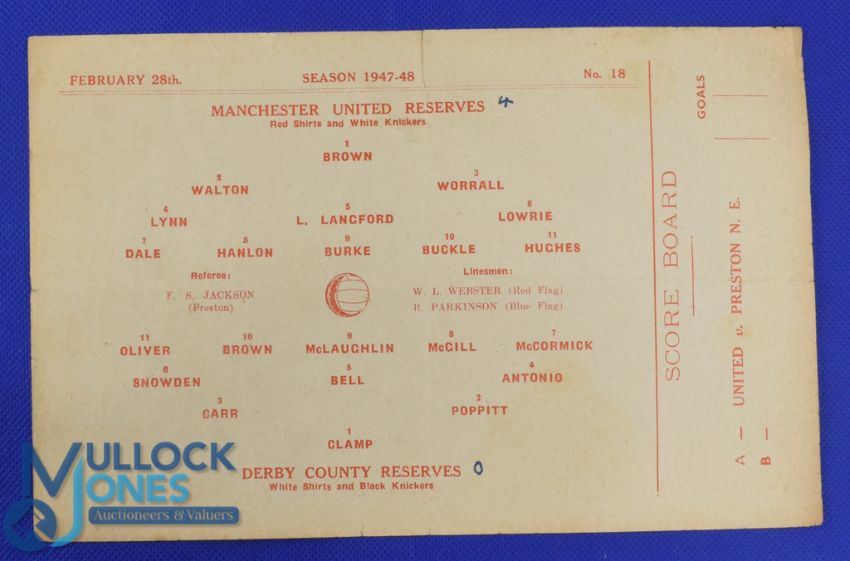 FEBRUARY 28th. SEASON 1947-48 No. 18
MANCHESTER UNITED RESERVES 4
Red Shirts and White Knickers
1
BROWN
2 3
WALTON WORRALL
4 5 6
LYNN L. LANGFORD LOWRIE
7 8 9 10 11
DALE HANLON BURKE BUCKLE HUGHES
Referee: Linesmen:
F. S. JACKSON W. L. WEBSTER (Red Flag)
(Preston) R. PARKINSON (Blue Flag)
11 10 9 8 7
OLIVER BROWN McLAUGHLIN McGILL McCORMICK
6 5 4
SNOWDEN BELL ANTONIO
3 2
CARR POPPITT
1
CLAMP
DERBY COUNTY RESERVES 0
White Shirts and Black Knickers
SCORE BOARD
GOALS
A — UNITED v. PRESTON N. E.
B —
MULLOCK
JONES
Auctioneers & Valuers